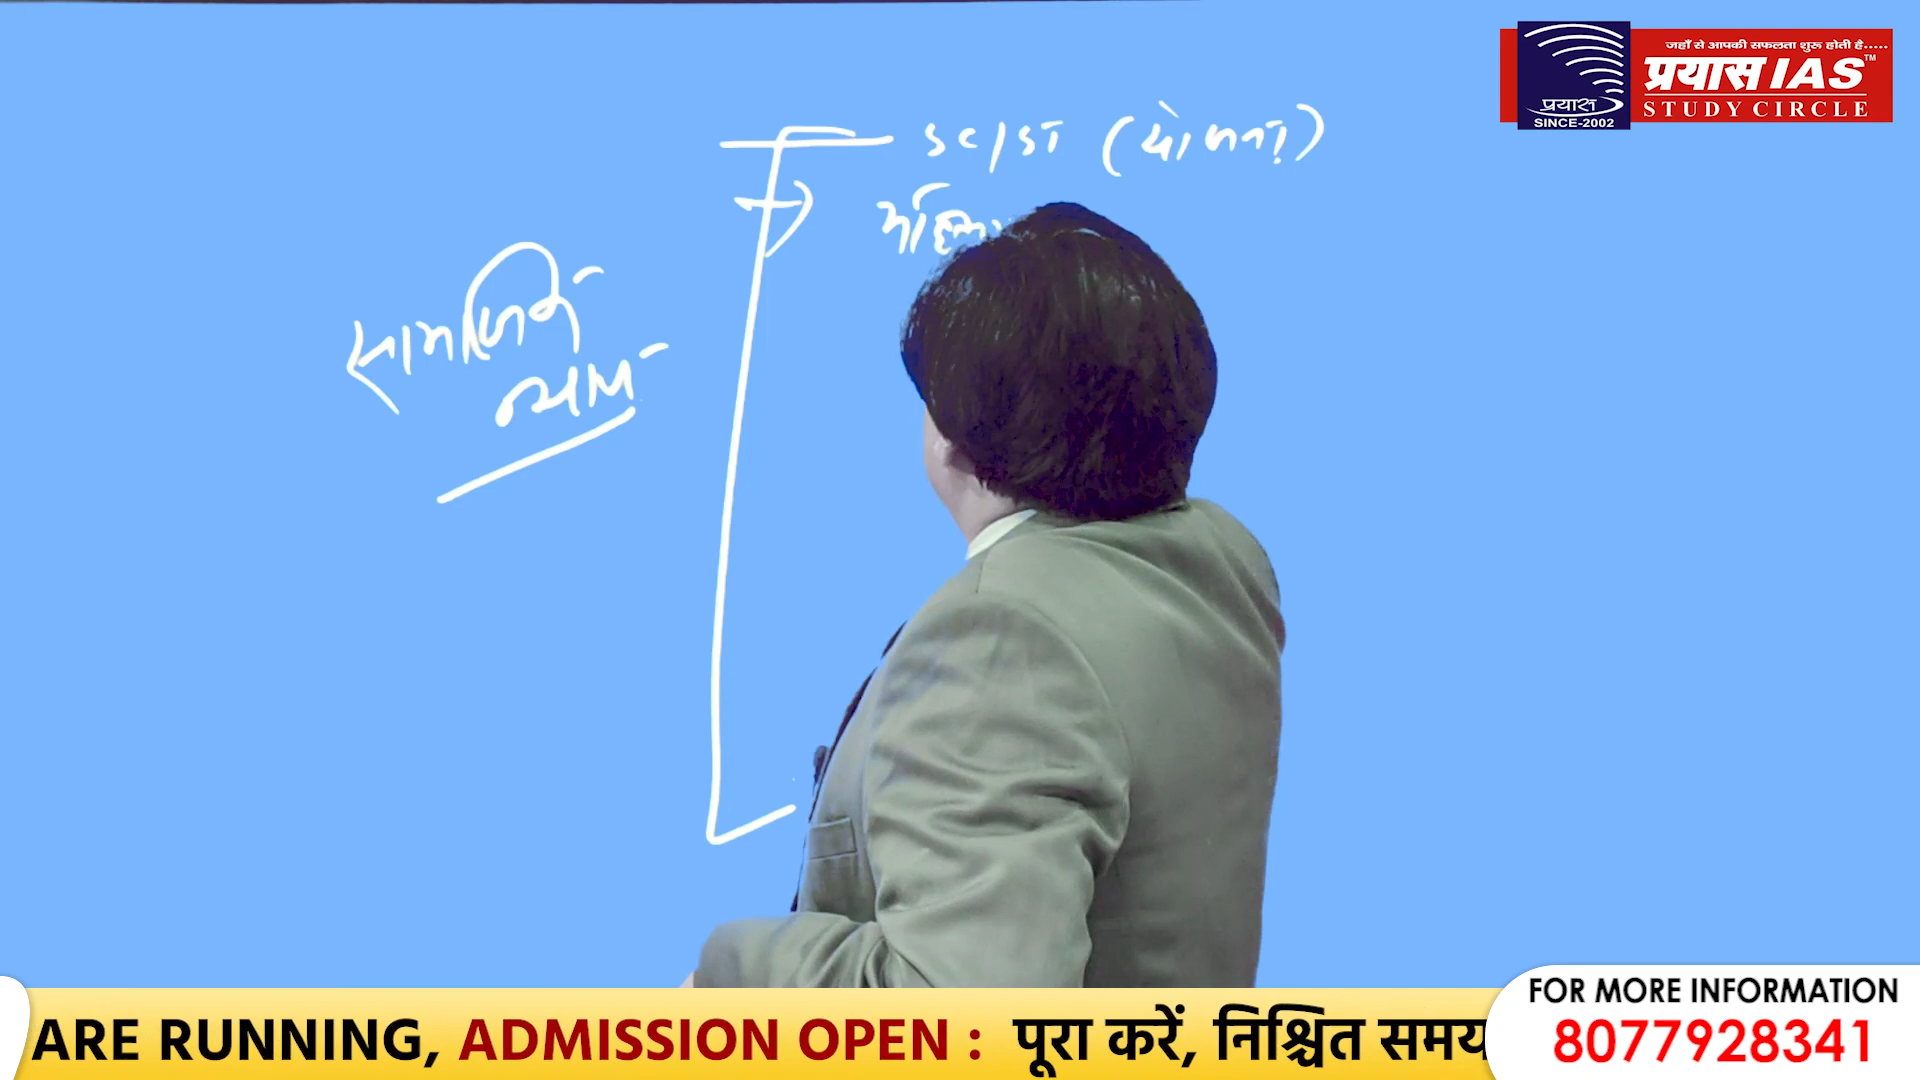 जहाँ से आपकी सफलता शुरू होती है.....
प्रयास IAS™
STUDY CIRCLE
प्रयास
SINCE-2002
SC/ST (योजना)
सामाजिक
न्याय
ARE RUNNING, ADMISSION OPEN : पूरा करें, निश्चित समय
FOR MORE INFORMATION
8077928341